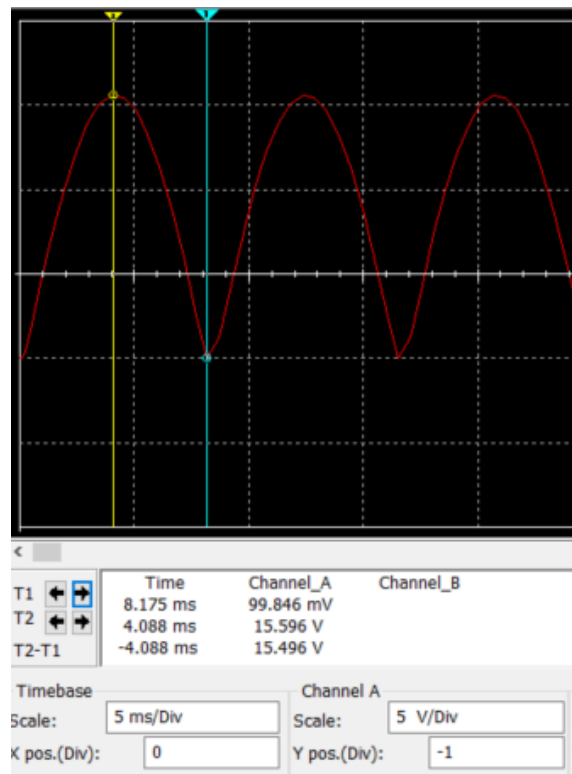 Time Channel_A Channel_B
T1 8.175 ms 99.846 mV
T2 4.088 ms 15.596 V
T2-T1 -4.088 ms 15.496 V
Timebase Channel A
Scale: 5 ms/Div Scale: 5 V/Div
X pos.(Div): 0 Y pos.(Div): -1